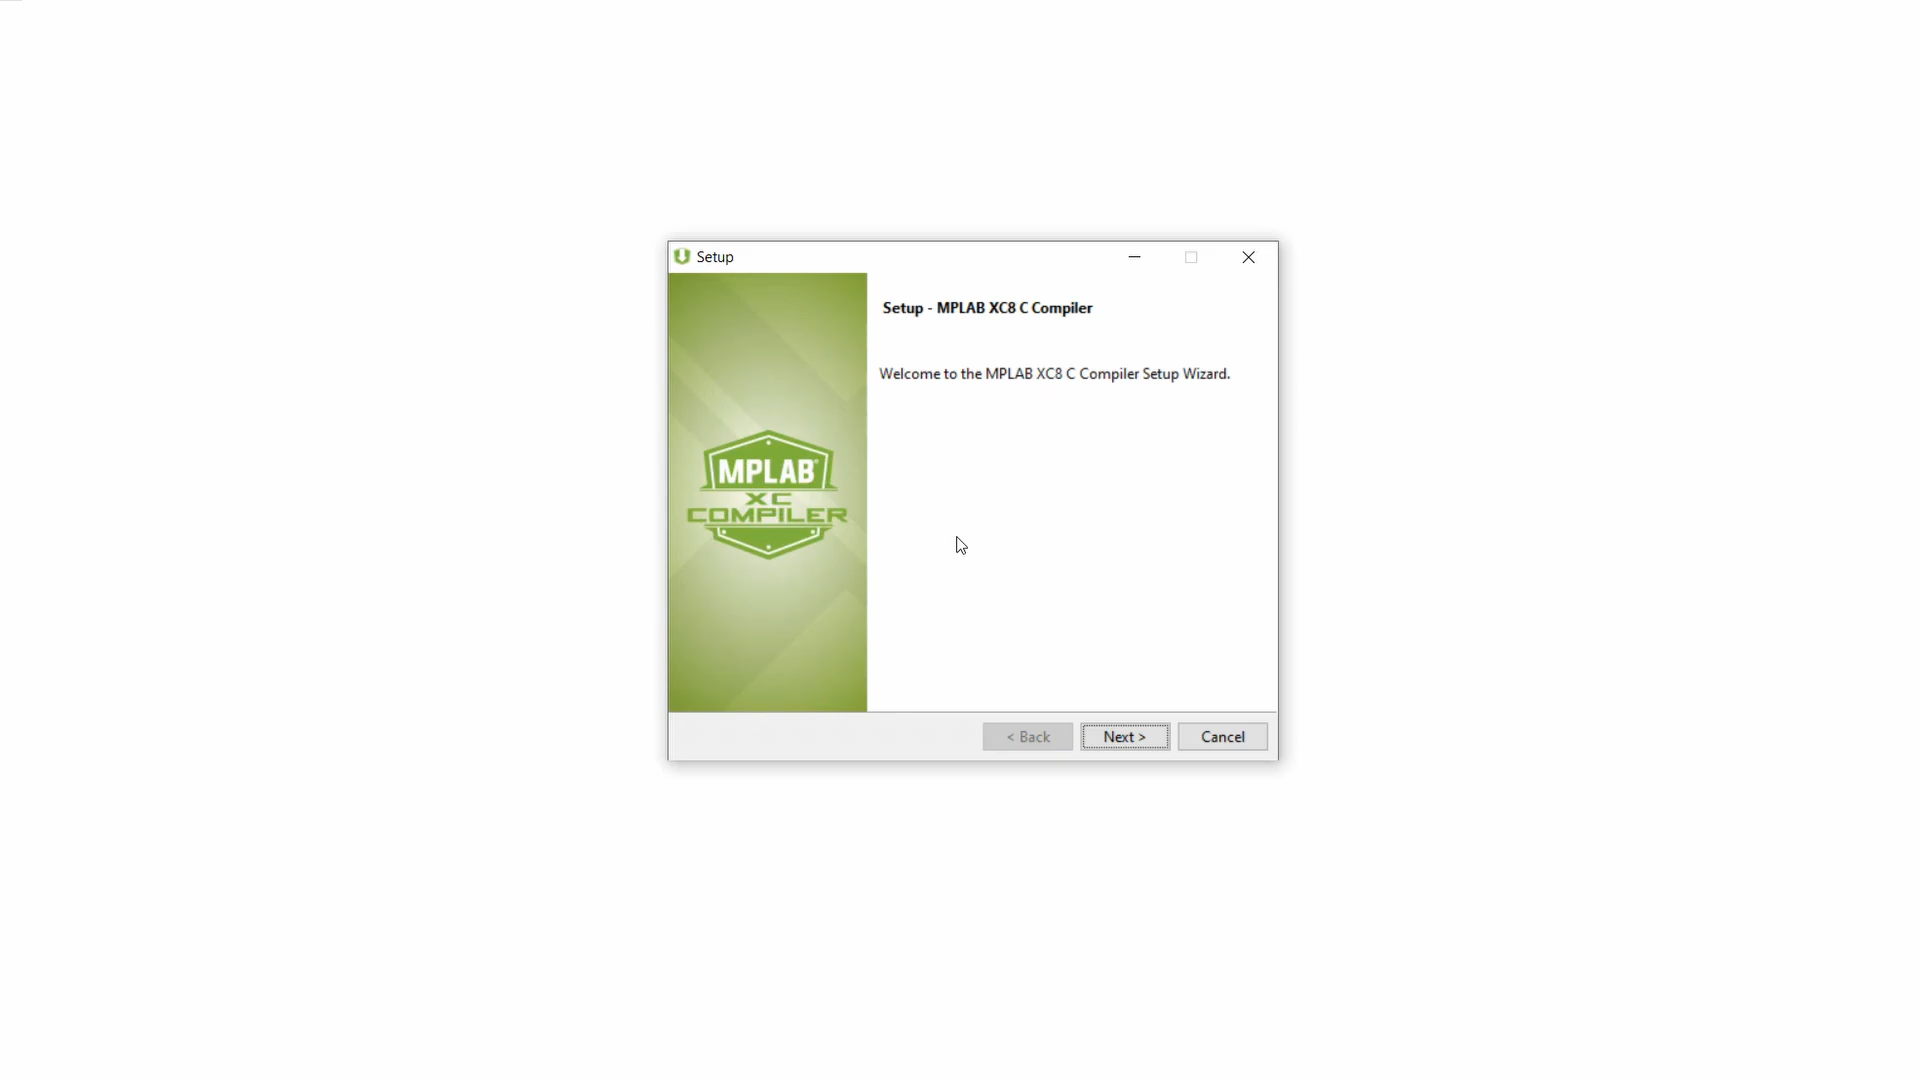 Setup
Setup - MPLAB XC8 C Compiler
Welcome to the MPLAB XC8 C Compiler Setup Wizard.
MPLAB®
XC
COMPILER
< Back
Next >
Cancel